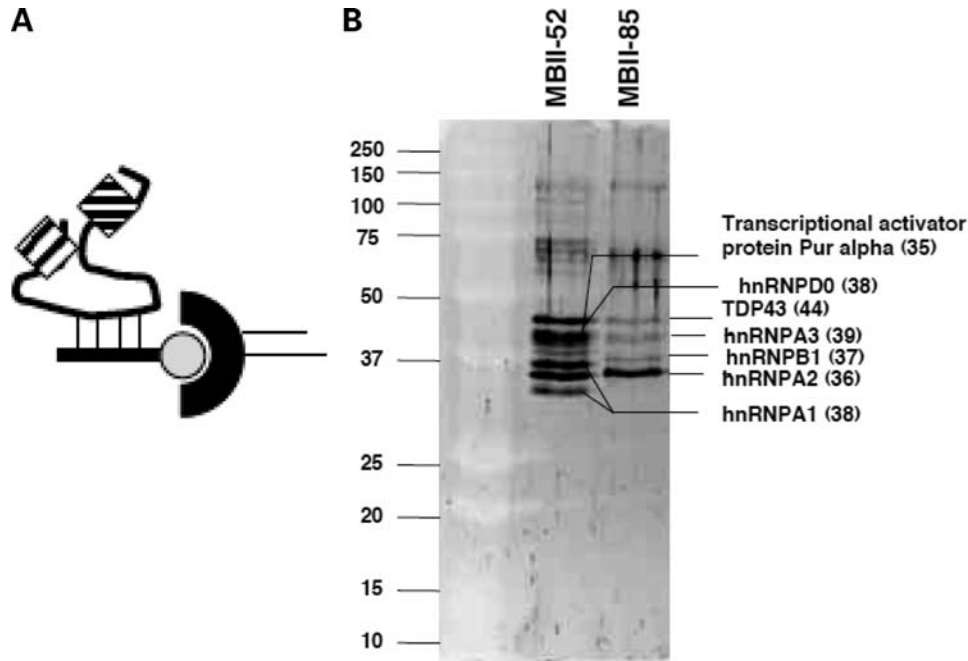 A
B
MBII-52
MBII-85
250
150
100
75
50
37
25
20
15
10
Transcriptional activator
protein Pur alpha (35)
hnRNPD0 (38)
TDP43 (44)
hnRNPA3 (39)
hnRNPB1 (37)
hnRNPA2 (36)
hnRNPA1 (38)